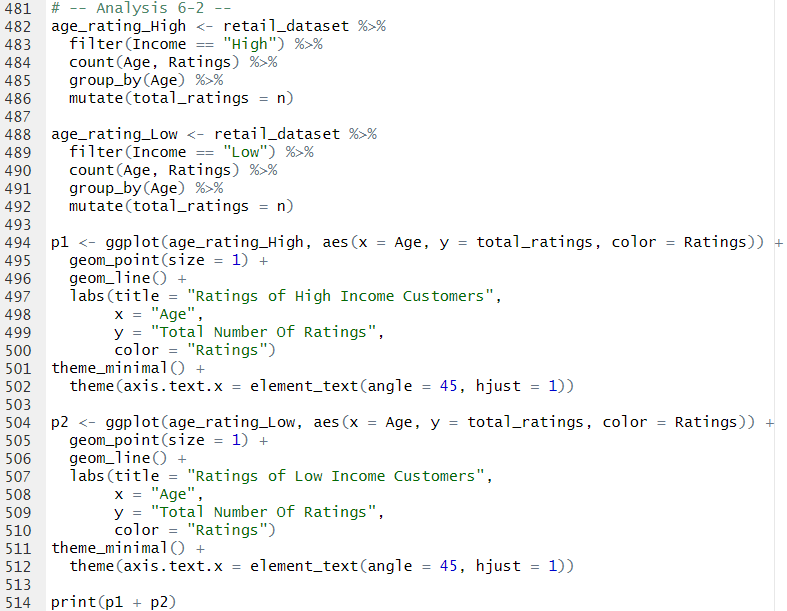 481 # -- Analysis 6-2 --
482 age_rating_High <- retail_dataset %>%
483   filter(Income == "High") %>%
484   count(Age, Ratings) %>%
485   group_by(Age) %>%
486   mutate(total_ratings = n)
487
488 age_rating_Low <- retail_dataset %>%
489   filter(Income == "Low") %>%
490   count(Age, Ratings) %>%
491   group_by(Age) %>%
492   mutate(total_ratings = n)
493
494 p1 <- ggplot(age_rating_High, aes(x = Age, y = total_ratings, color = Ratings)) +
495   geom_point(size = 1) +
496   geom_line() +
497   labs(title = "Ratings of High Income Customers",
498        x = "Age",
499        y = "Total Number Of Ratings",
500        color = "Ratings")
501 theme_minimal() +
502   theme(axis.text.x = element_text(angle = 45, hjust = 1))
503
504 p2 <- ggplot(age_rating_Low, aes(x = Age, y = total_ratings, color = Ratings)) +
505   geom_point(size = 1) +
506   geom_line() +
507   labs(title = "Ratings of Low Income Customers",
508        x = "Age",
509        y = "Total Number Of Ratings",
510        color = "Ratings")
511 theme_minimal() +
512   theme(axis.text.x = element_text(angle = 45, hjust = 1))
513
514 print(p1 + p2)